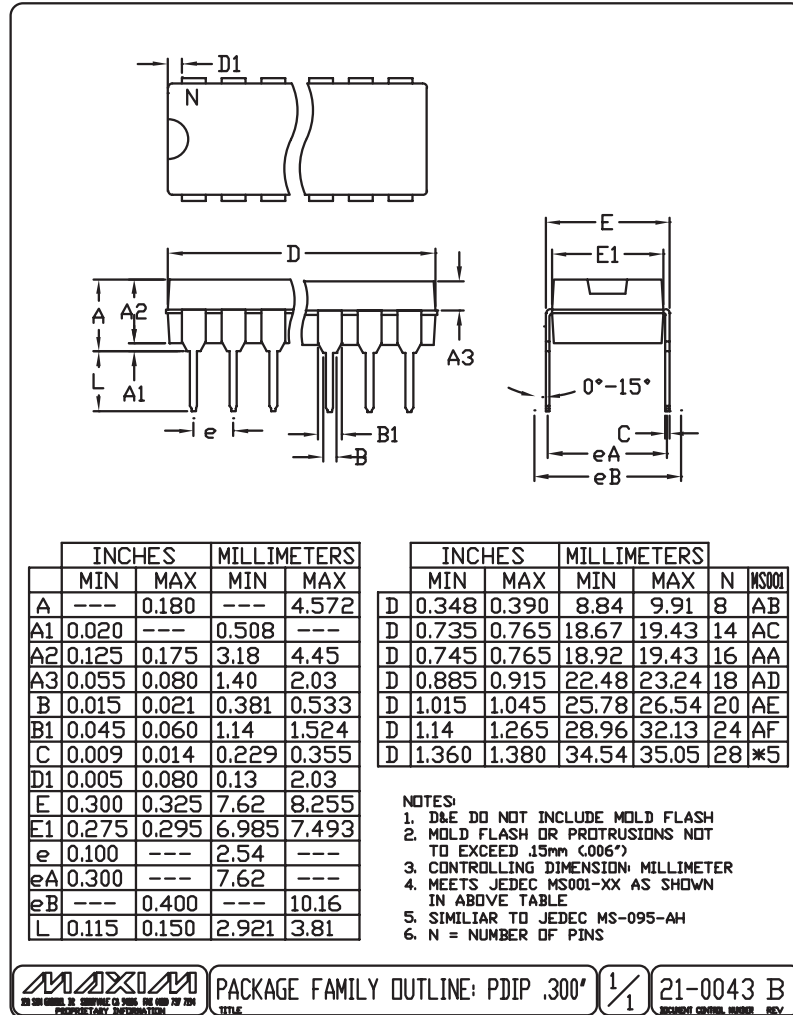 D1
N
D
E
E1
A
A2
A3
L
A1
0°-15°
e
B1
B
C
eA
eB
INCHES MILLIMETERS
MIN MAX MIN MAX
A --- 0.180 --- 4.572
A1 0.020 --- 0.508 ---
A2 0.125 0.175 3.18 4.45
A3 0.055 0.080 1.40 2.03
B 0.015 0.021 0.381 0.533
B1 0.045 0.060 1.14 1.524
C 0.009 0.014 0.229 0.355
D1 0.005 0.080 0.13 2.03
E 0.300 0.325 7.62 8.255
E1 0.275 0.295 6.985 7.493
e 0.100 --- 2.54 ---
eA 0.300 --- 7.62 ---
eB --- 0.400 --- 10.16
L 0.115 0.150 2.921 3.81
INCHES MILLIMETERS
MIN MAX MIN MAX N MS001
D 0.348 0.390 8.84 9.91 8 AB
D 0.735 0.765 18.67 19.43 14 AC
D 0.745 0.765 18.92 19.43 16 AA
D 0.885 0.915 22.48 23.24 18 AD
D 1.015 1.045 25.78 26.54 20 AE
D 1.14 1.265 28.96 32.13 24 AF
D 1.360 1.380 34.54 35.05 28 *5
NOTES:
1. D&E DO NOT INCLUDE MOLD FLASH
2. MOLD FLASH OR PROTRUSIONS NOT
TO EXCEED .15mm (.006")
3. CONTROLLING DIMENSION: MILLIMETER
4. MEETS JEDEC MS001-XX AS SHOWN
IN ABOVE TABLE
5. SIMILIAR TO JEDEC MS-095-AH
6. N = NUMBER OF PINS
MAXIM
PROPRIETARY INFORMATION
PACKAGE FAMILY OUTLINE: PDIP .300"
TITLE
1/1
21-0043 B
DOCUMENT CONTROL NUMBER REV